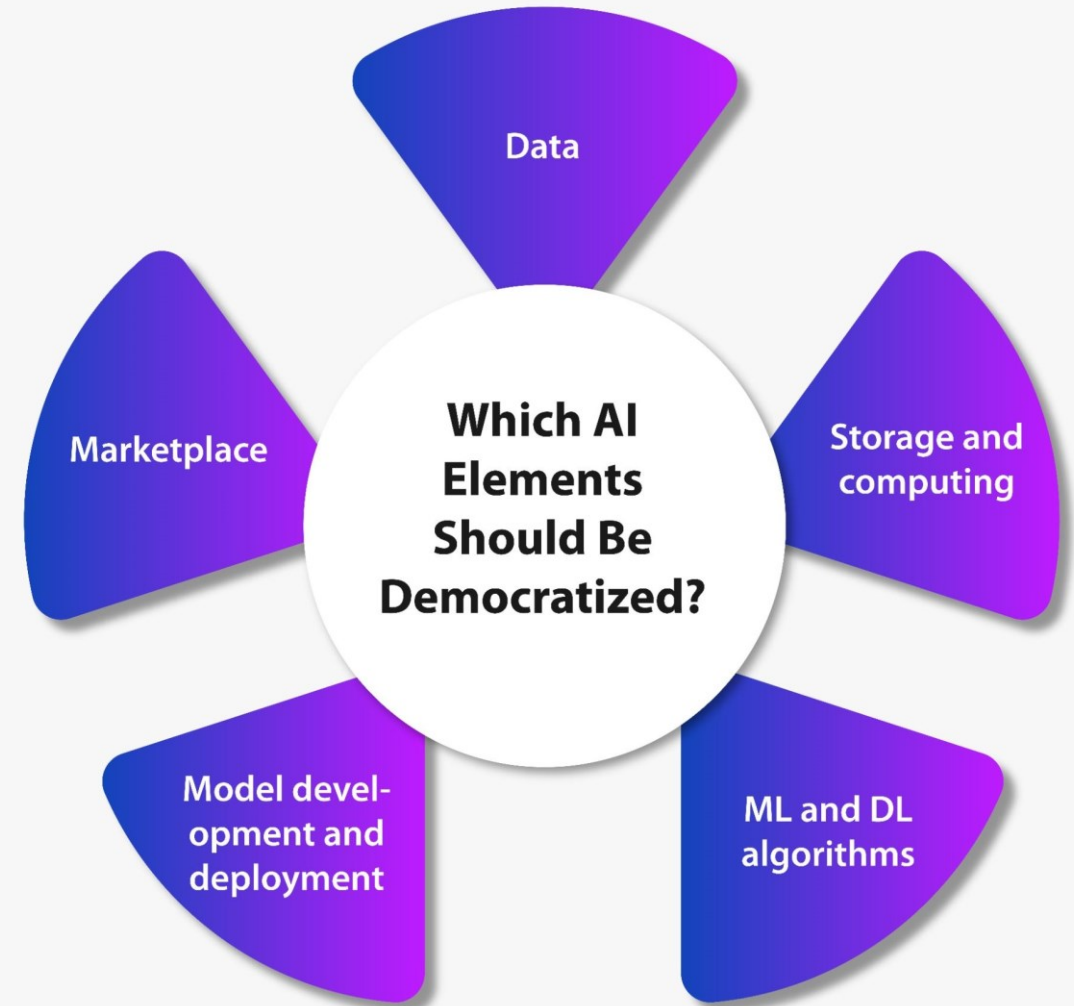 Which AI
Elements
Should Be
Democratized?
Data
Storage and
computing
ML and DL
algorithms
Model devel-
opment and
deployment
Marketplace